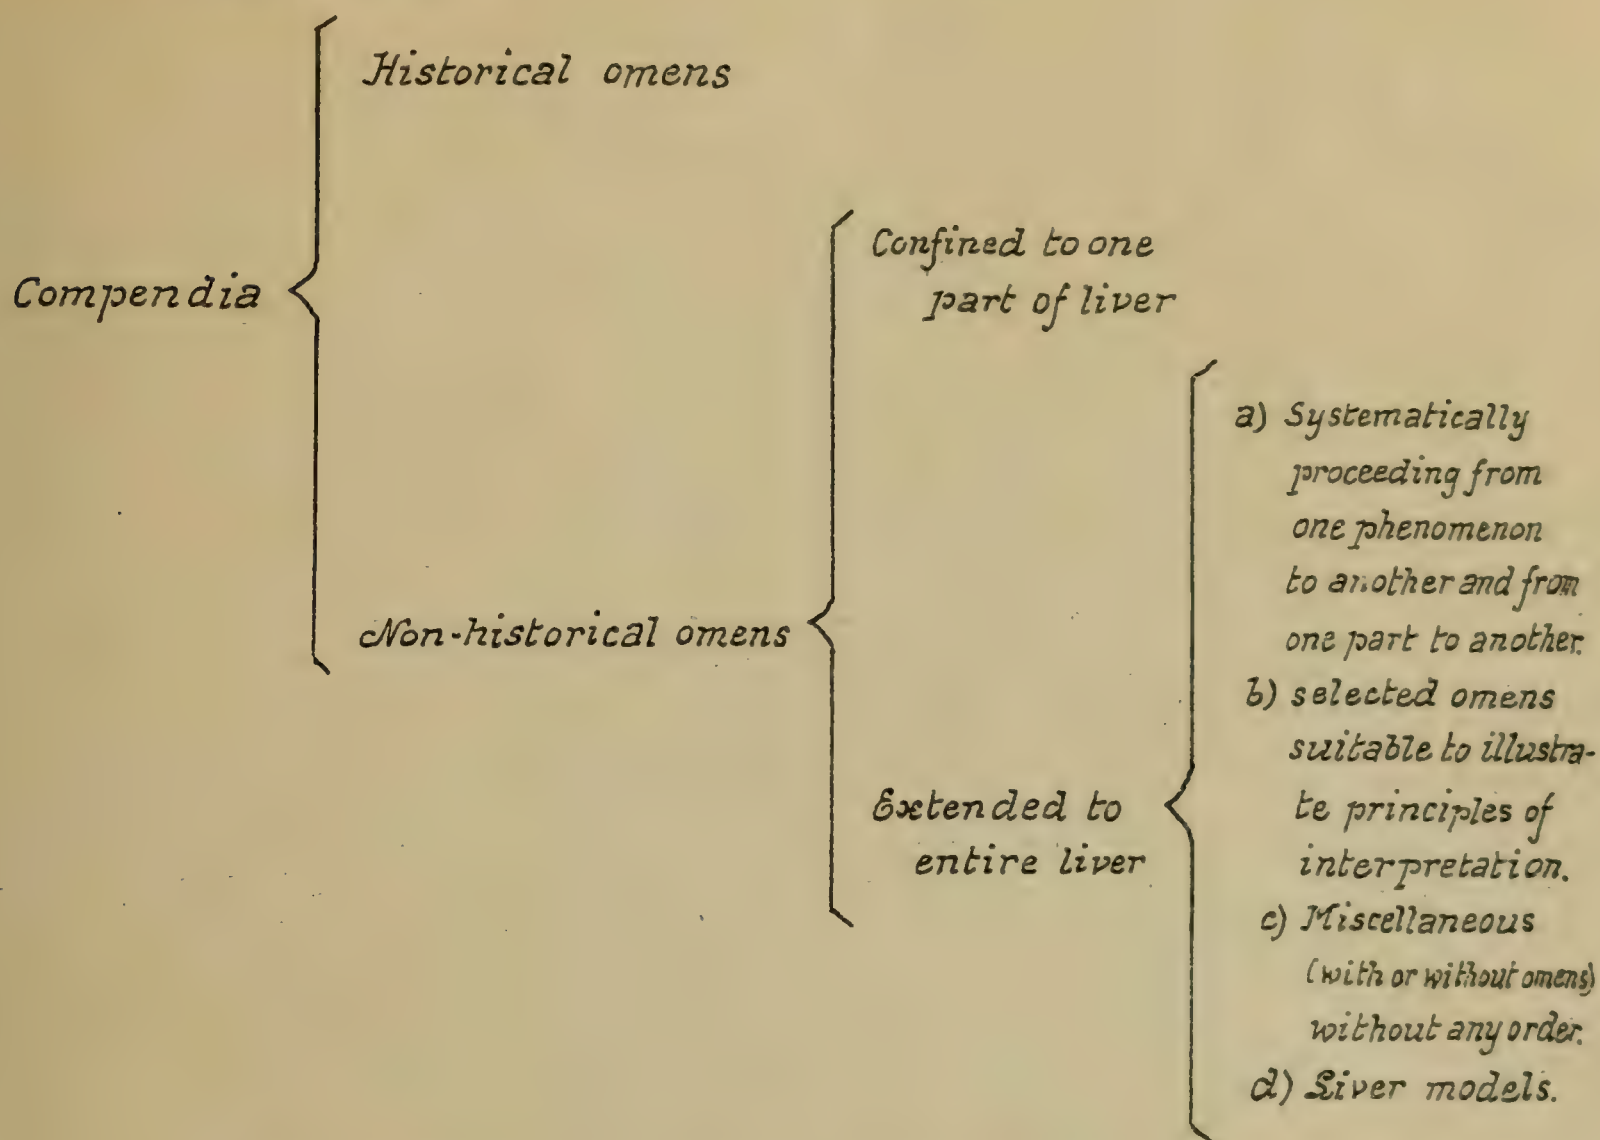 Historical omens
Compendia
Non-historical omens
Confined to one
part of liver
Extended to
entire liver
a) Systematically
proceeding from
one phenomenon
to another and from
one part to another.
b) selected omens
suitable to illustra-
te principles of
interpretation.
c) Miscellaneous
(with or without omens)
without any order.
d) Liver models.